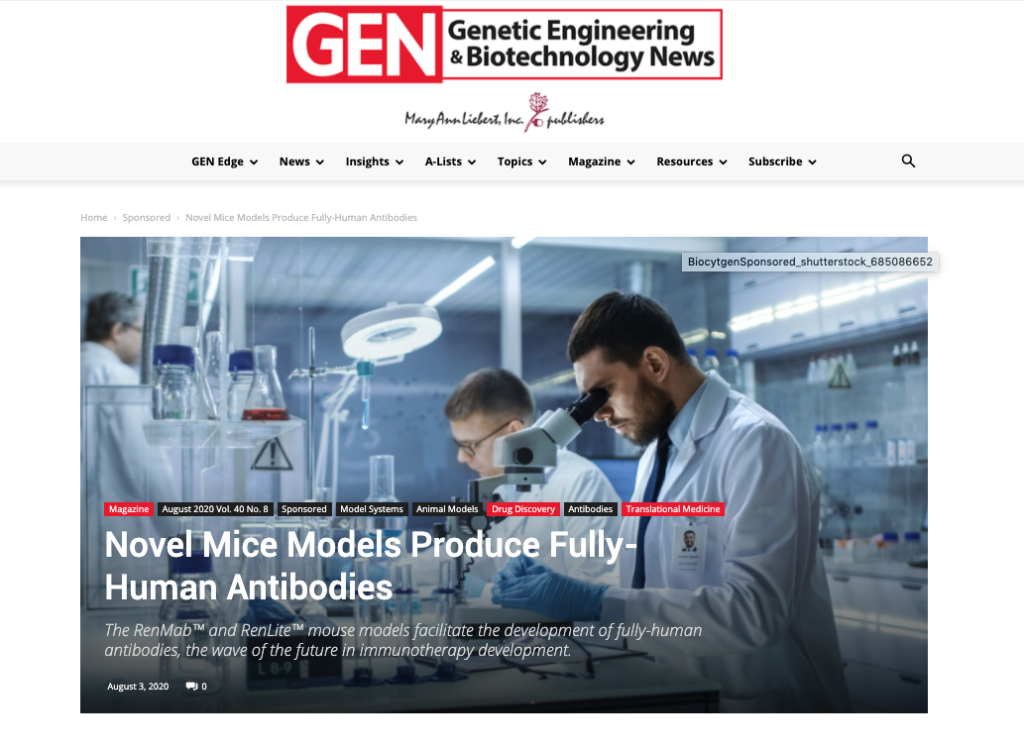 GEN
Genetic Engineering
& Biotechnology News
Mary Ann Liebert, Inc. publishers
GEN Edge News Insights A-Lists Topics Magazine Resources Subscribe
Home › Sponsored › Novel Mice Models Produce Fully-Human Antibodies
BiocytgenSponsored_shutterstock_685086652
Magazine August 2020 Vol. 40 No. 8 Sponsored Model Systems Animal Models Drug Discovery Antibodies Translational Medicine
Novel Mice Models Produce Fully-
Human Antibodies
The RenMab™ and RenLite™ mouse models facilitate the development of fully-human
antibodies, the wave of the future in immunotherapy development.
L 8-9
August 3, 2020 0